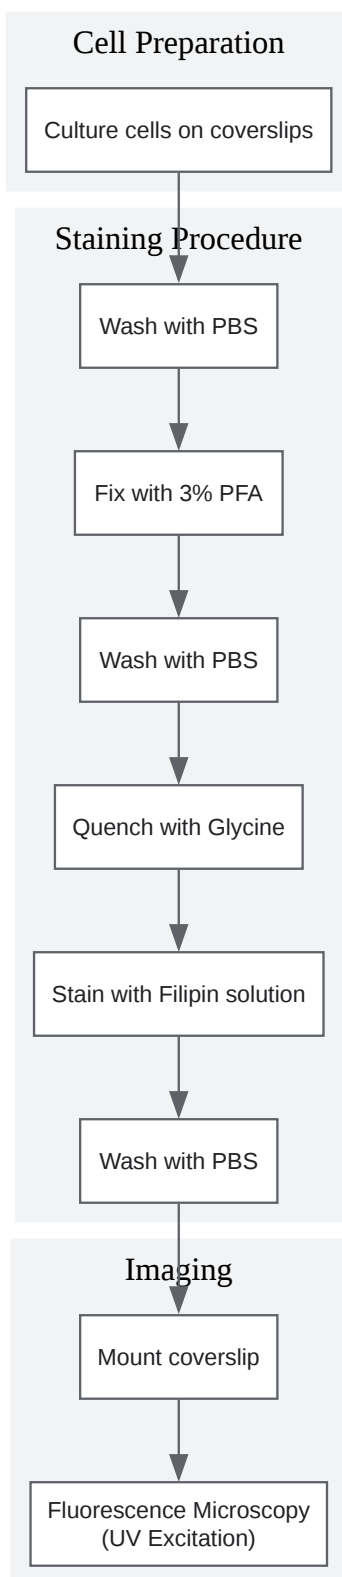 Cell Preparation
Culture cells on coverslips
Staining Procedure
Wash with PBS
Fix with 3% PFA
Wash with PBS
Quench with Glycine
Stain with Filipin solution
Wash with PBS
Imaging
Mount coverslip
Fluorescence Microscopy
(UV Excitation)